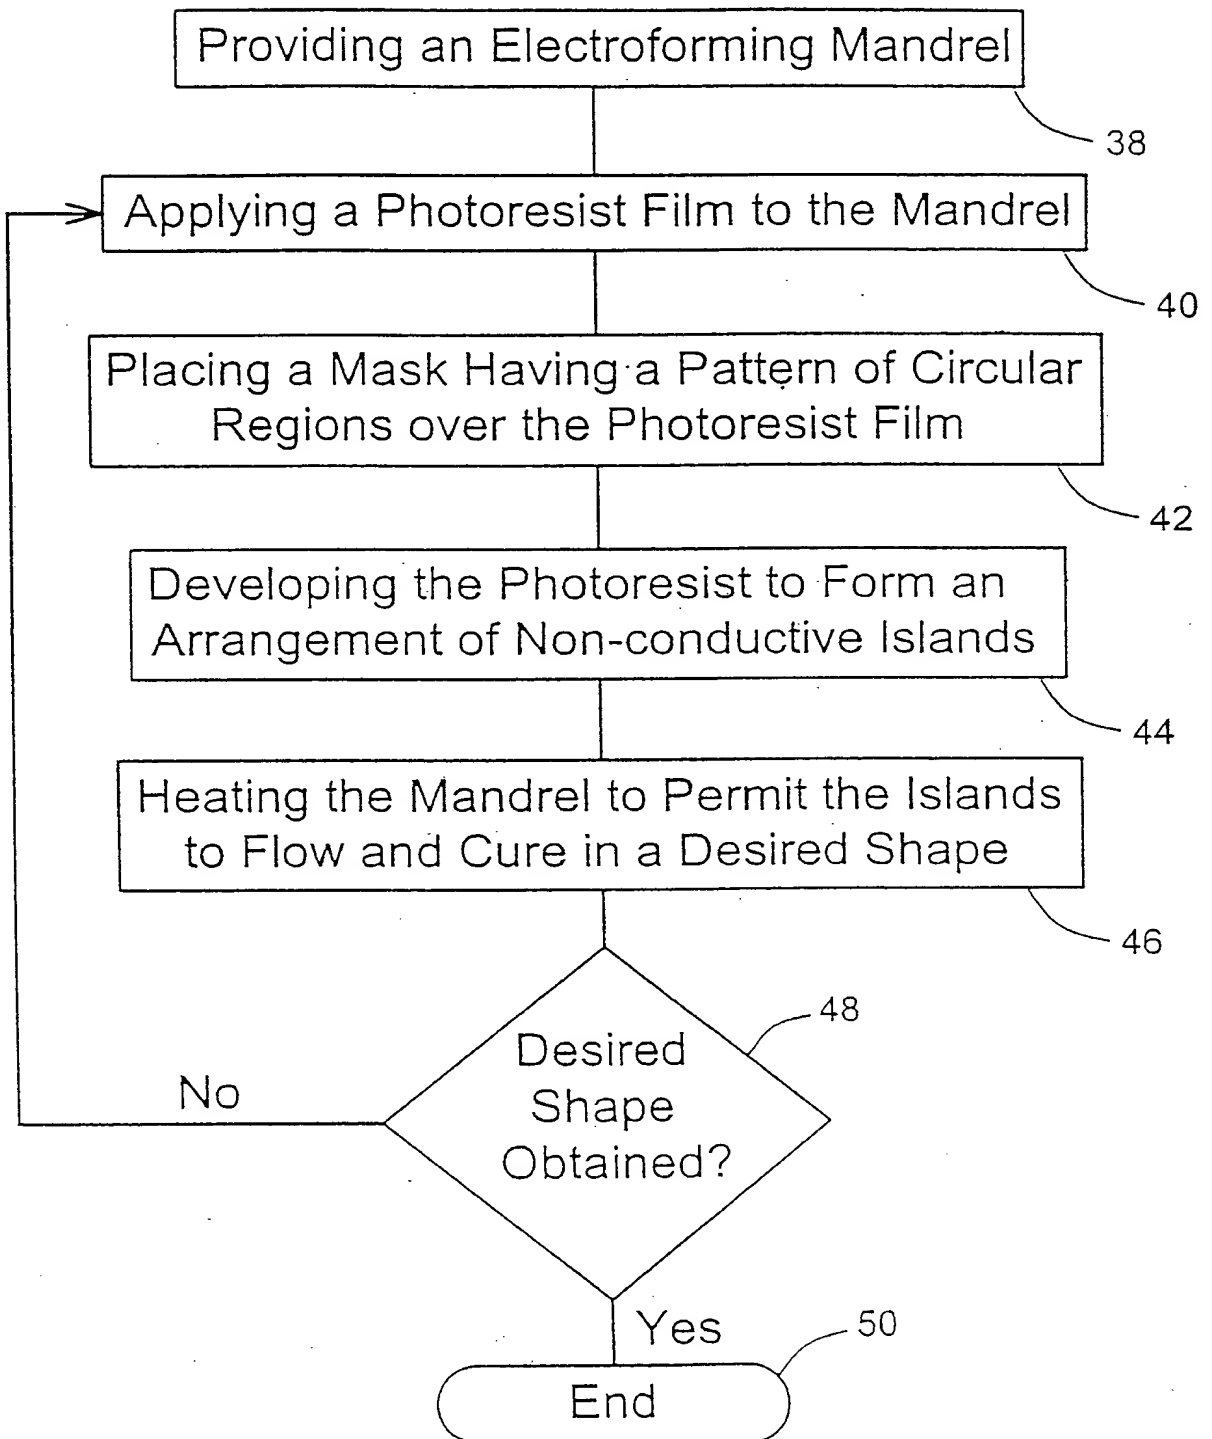 Providing an Electroforming Mandrel
38
Applying a Photoresist Film to the Mandrel
40
Placing a Mask Having a Pattern of Circular
Regions over the Photoresist Film
42
Developing the Photoresist to Form an
Arrangement of Non-conductive Islands
44
Heating the Mandrel to Permit the Islands
to Flow and Cure in a Desired Shape
46
48
Desired
Shape
Obtained?
No
Yes
50
End